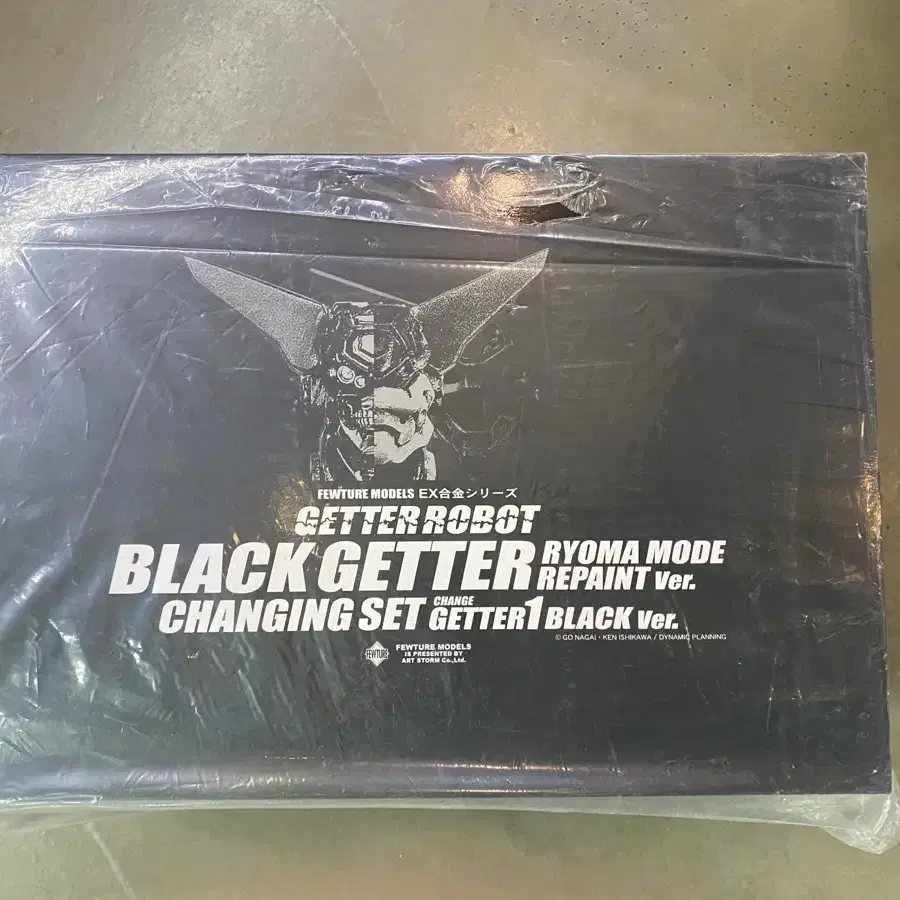 FEWTURE MODELS EX合金シリーズ
GETTER ROBOT
BLACK GETTER RYOMA MODE REPAINT Ver.
CHANGING SET CHANGE GETTER1 BLACK Ver.
© GO NAGAI・KEN ISHIKAWA / DYNAMIC PLANNING
FEWTURE
FEWTURE MODELS
IS PRESENTED BY
ART STORM Co.,Ltd.